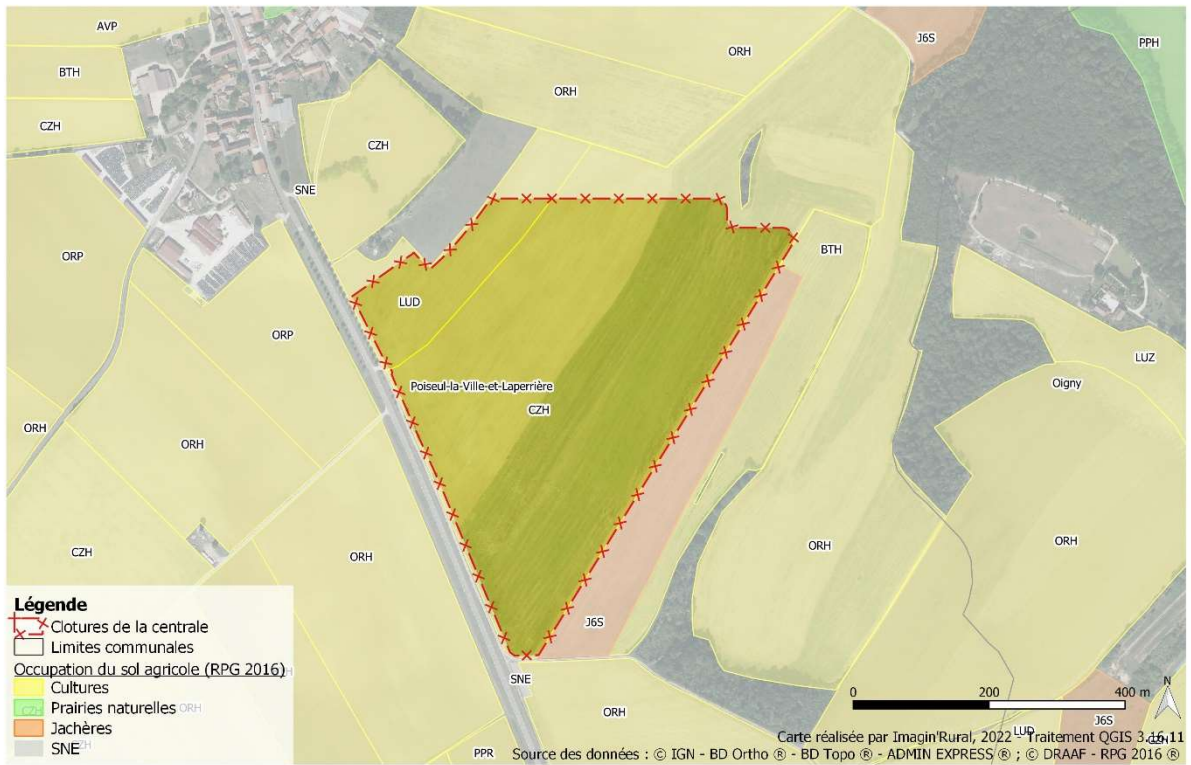 AVP
J6S
ORH
PPH
BTH
ORH
CZH
CZH
SNE
ORP
BTH
LUD
ORP
LUZ
Poiseul-la-Ville-et-Laperrière
Oigny
CZH
ORH
ORH
CZH
ORH
ORH
ORH
J6S
SNE
ORH
PPR
LUD
J6S
CZH
Légende
Clotures de la centrale
Limites communales
Occupation du sol agricole (RPG 2016)
Cultures
Prairies naturelles
CZH
ORH
Jachères
SNE
CZH
0 200 400 m
N
Carte réalisée par Imagin'Rural, 2022 - Traitement QGIS 3.16.11
Source des données : © IGN - BD Ortho ® - BD Topo ® - ADMIN EXPRESS ® ; © DRAAF - RPG 2016 ®